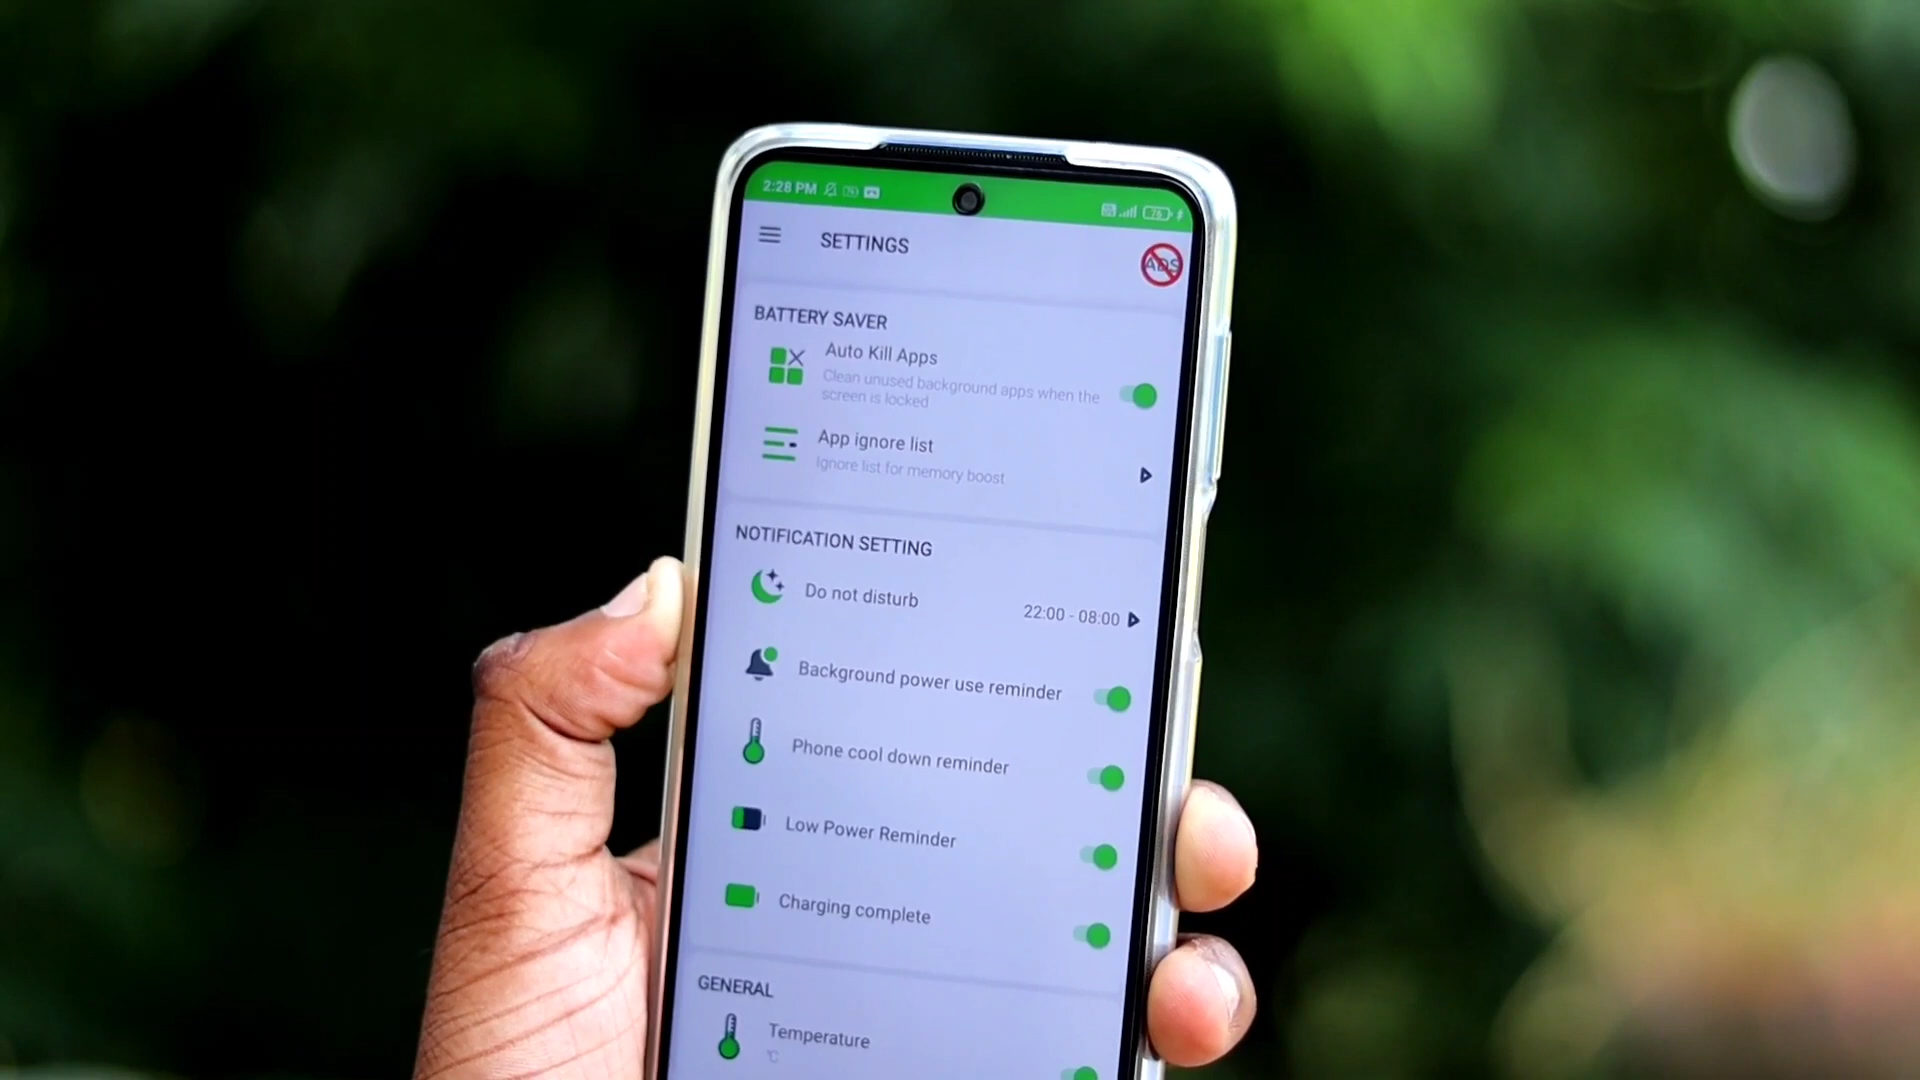 2:28 PM
75
SETTINGS
ADS
BATTERY SAVER
Auto Kill Apps
Clean unused background apps when the
screen is locked
App ignore list
Ignore list for memory boost
NOTIFICATION SETTING
Do not disturb
22:00 - 08:00
Background power use reminder
Phone cool down reminder
Low Power Reminder
Charging complete
GENERAL
Temperature
°C